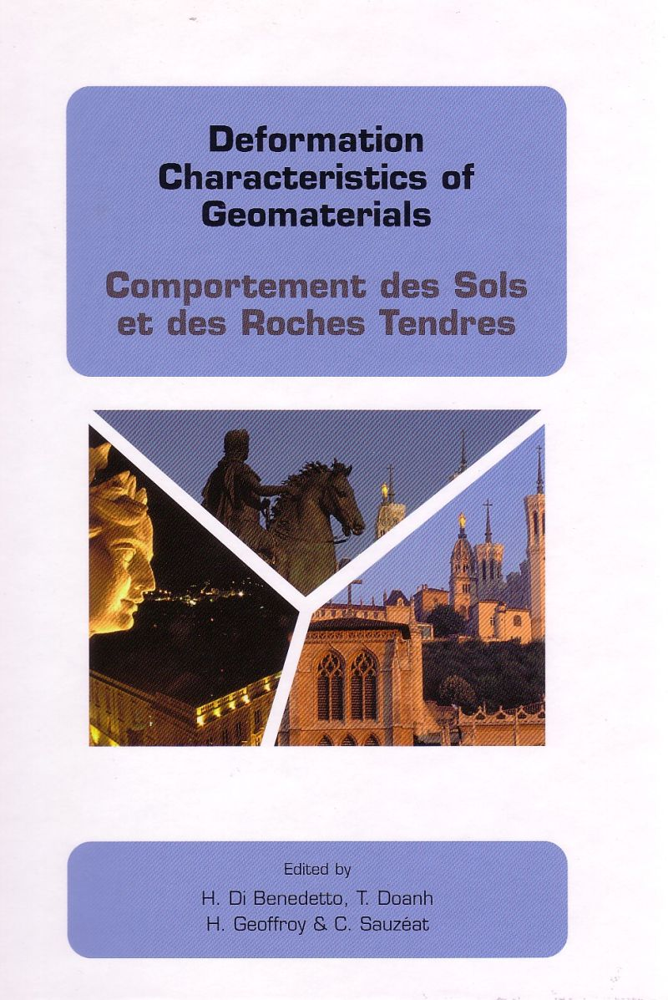 Deformation
Characteristics of
Geomaterials
Comportement des Sols
et des Roches Tendres
Edited by
H. Di Benedetto, T. Doanh
H. Geoffroy & C. Sauzéat